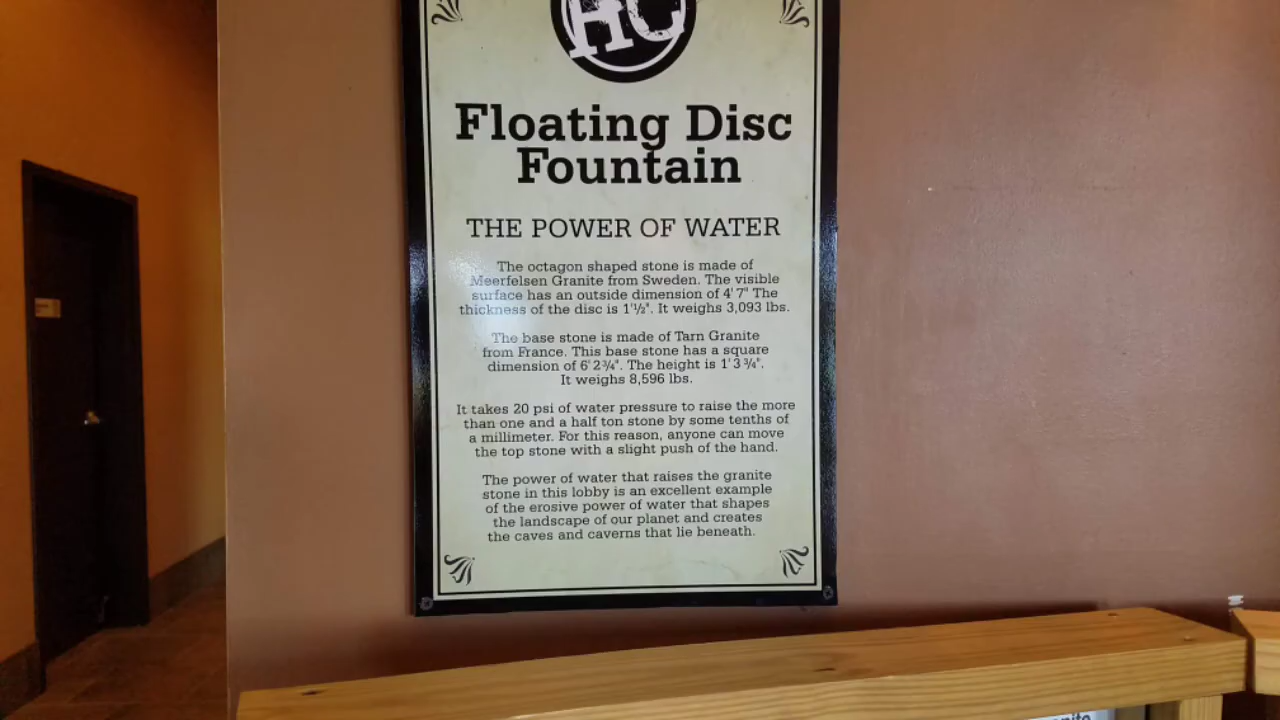 HC
Floating Disc
Fountain
THE POWER OF WATER
The octagon shaped stone is made of
Meerfelsen Granite from Sweden. The visible
surface has an outside dimension of 4' 7" The
thickness of the disc is 1'½". It weighs 3,093 lbs.
The base stone is made of Tarn Granite
from France. This base stone has a square
dimension of 6' 2¾". The height is 1' 3 ¾".
It weighs 8,596 lbs.
It takes 20 psi of water pressure to raise the more
than one and a half ton stone by some tenths of
a millimeter. For this reason, anyone can move
the top stone with a slight push of the hand.
The power of water that raises the granite
stone in this lobby is an excellent example
of the erosive power of water that shapes
the landscape of our planet and creates
the caves and caverns that lie beneath.